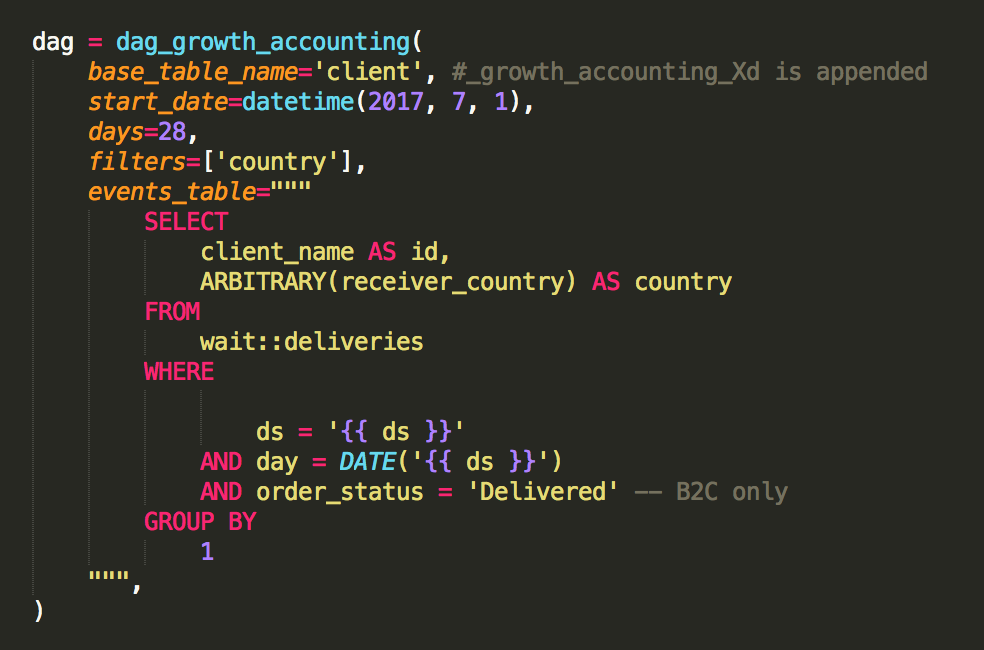 dag = dag_growth_accounting(
    base_table_name='client', #_growth_accounting_Xd is appended
    start_date=datetime(2017, 7, 1),
    days=28,
    filters=['country'],
    events_table="""
        SELECT
            client_name AS id,
            ARBITRARY(receiver_country) AS country
        FROM
            wait::deliveries
        WHERE
                ds = '{{ ds }}'
            AND day = DATE('{{ ds }}')
            AND order_status = 'Delivered' -- B2C only
        GROUP BY
            1
    """,
)